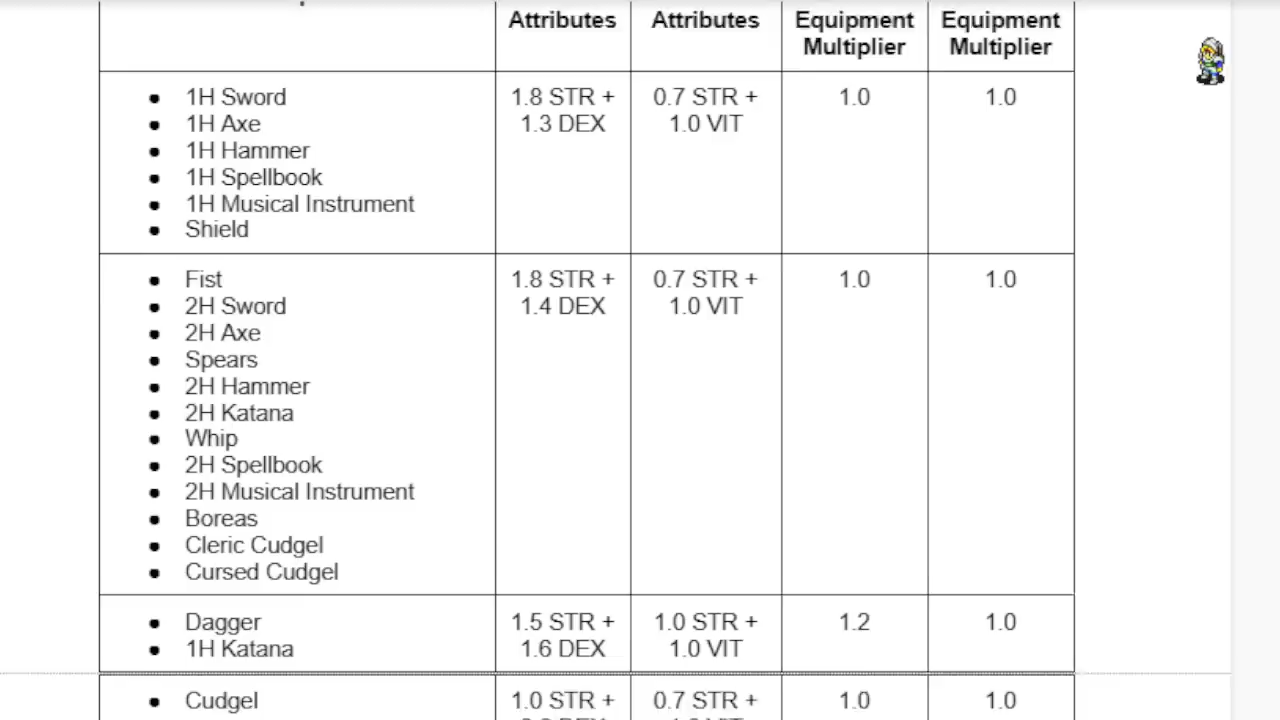 Attributes Attributes Equipment Multiplier Equipment Multiplier
• 1H Sword 1.8 STR + 0.7 STR + 1.0 1.0
• 1H Axe 1.3 DEX 1.0 VIT
• 1H Hammer
• 1H Spellbook
• 1H Musical Instrument
• Shield
• Fist 1.8 STR + 0.7 STR + 1.0 1.0
• 2H Sword 1.4 DEX 1.0 VIT
• 2H Axe
• Spears
• 2H Hammer
• 2H Katana
• Whip
• 2H Spellbook
• 2H Musical Instrument
• Boreas
• Cleric Cudgel
• Cursed Cudgel
• Dagger 1.5 STR + 1.0 STR + 1.2 1.0
• 1H Katana 1.6 DEX 1.0 VIT
• Cudgel 1.0 STR + 0.7 STR + 1.0 1.0